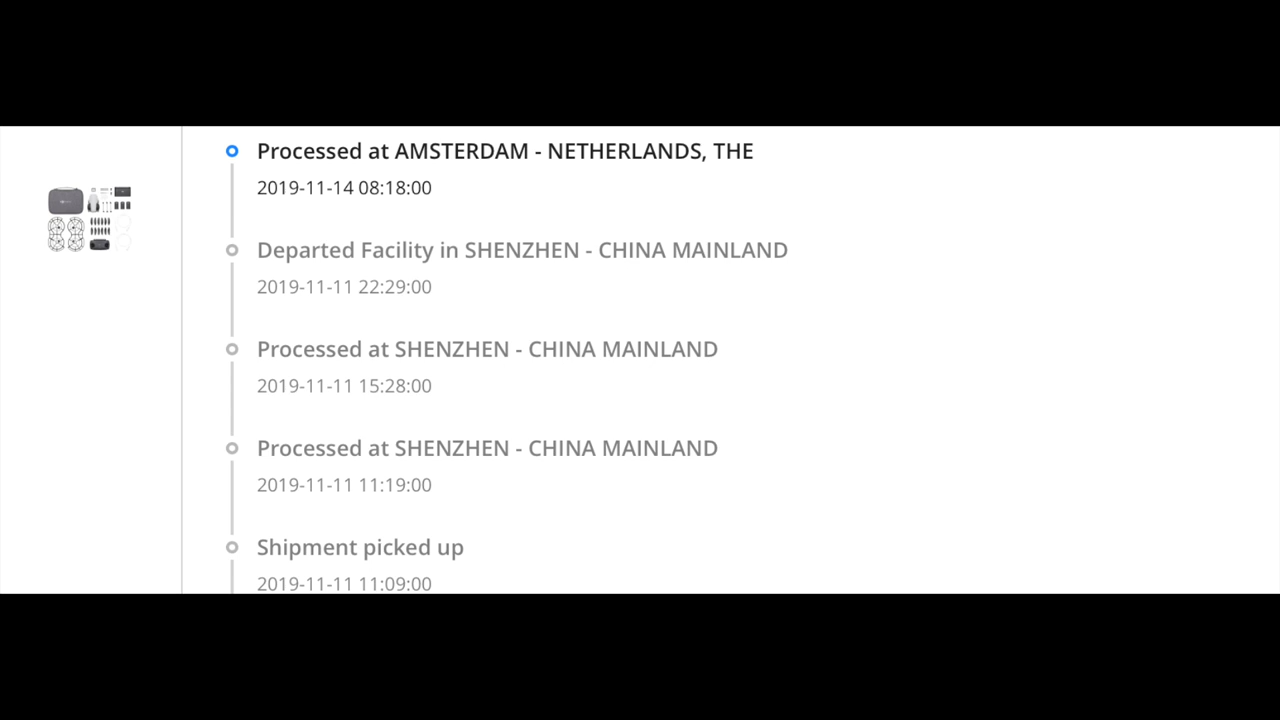 Processed at AMSTERDAM - NETHERLANDS, THE
2019-11-14 08:18:00
Departed Facility in SHENZHEN - CHINA MAINLAND
2019-11-11 22:29:00
Processed at SHENZHEN - CHINA MAINLAND
2019-11-11 15:28:00
Processed at SHENZHEN - CHINA MAINLAND
2019-11-11 11:19:00
Shipment picked up
2019-11-11 11:09:00